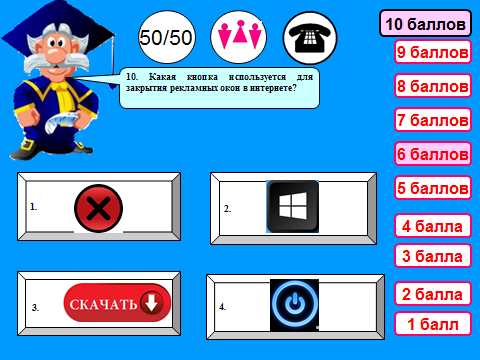 50/50
10. Какая кнопка используется для
закрытия рекламных окон в интернете?
10 баллов
9 баллов
8 баллов
7 баллов
6 баллов
5 баллов
4 балла
3 балла
2 балла
1 балл
1.
2.
3. СКАЧАТЬ
4.